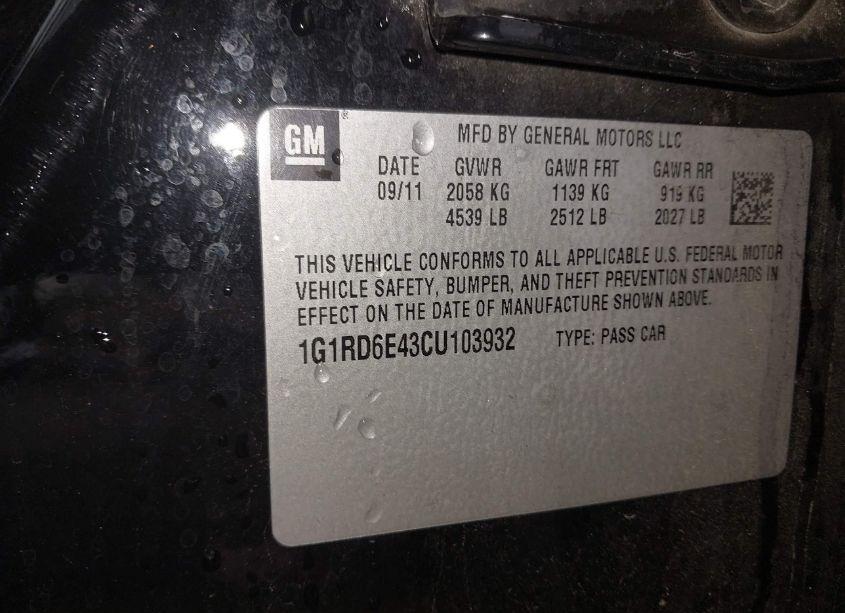 GM ® MFD BY GENERAL MOTORS LLC
DATE GVWR GAWR FRT GAWR RR
09/11 2058 KG 1139 KG 919 KG
4539 LB 2512 LB 2027 LB
THIS VEHICLE CONFORMS TO ALL APPLICABLE U.S. FEDERAL MOTOR
VEHICLE SAFETY, BUMPER, AND THEFT PREVENTION STANDARDS IN
EFFECT ON THE DATE OF MANUFACTURE SHOWN ABOVE.
1G1RD6E43CU103932 TYPE: PASS CAR